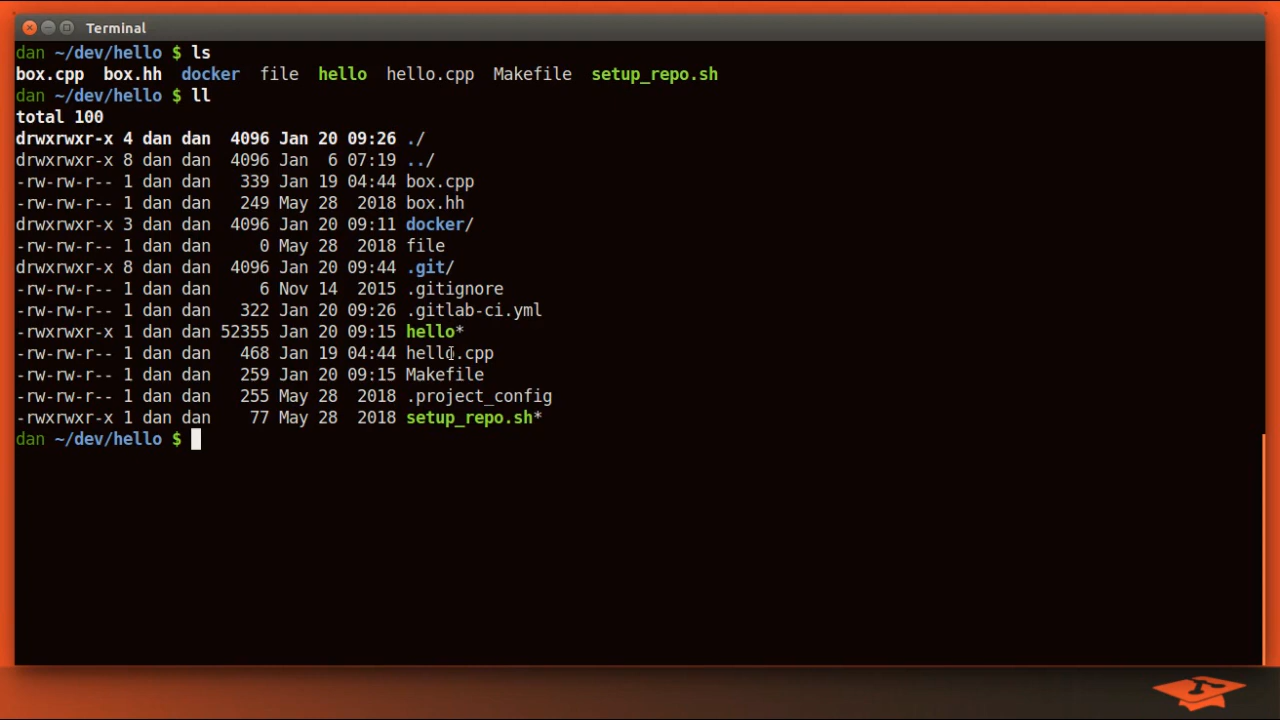 Terminal
dan ~/dev/hello $ ls
box.cpp  box.hh  docker  file  hello  hello.cpp  Makefile  setup_repo.sh
dan ~/dev/hello $ ll
total 100
drwxrwxr-x 4 dan dan  4096 Jan 20 09:26 ./
drwxrwxr-x 8 dan dan  4096 Jan  6 07:19 ../
-rw-rw-r-- 1 dan dan   339 Jan 19 04:44 box.cpp
-rw-rw-r-- 1 dan dan   249 May 28  2018 box.hh
drwxrwxr-x 3 dan dan  4096 Jan 20 09:11 docker/
-rw-rw-r-- 1 dan dan     0 May 28  2018 file
drwxrwxr-x 8 dan dan  4096 Jan 20 09:44 .git/
-rw-rw-r-- 1 dan dan     6 Nov 14  2015 .gitignore
-rw-rw-r-- 1 dan dan   322 Jan 20 09:26 .gitlab-ci.yml
-rwxrwxr-x 1 dan dan 52355 Jan 20 09:15 hello*
-rw-rw-r-- 1 dan dan   468 Jan 19 04:44 hello.cpp
-rw-rw-r-- 1 dan dan   259 Jan 20 09:15 Makefile
-rw-rw-r-- 1 dan dan   255 May 28  2018 .project_config
-rwxrwxr-x 1 dan dan    77 May 28  2018 setup_repo.sh*
dan ~/dev/hello $